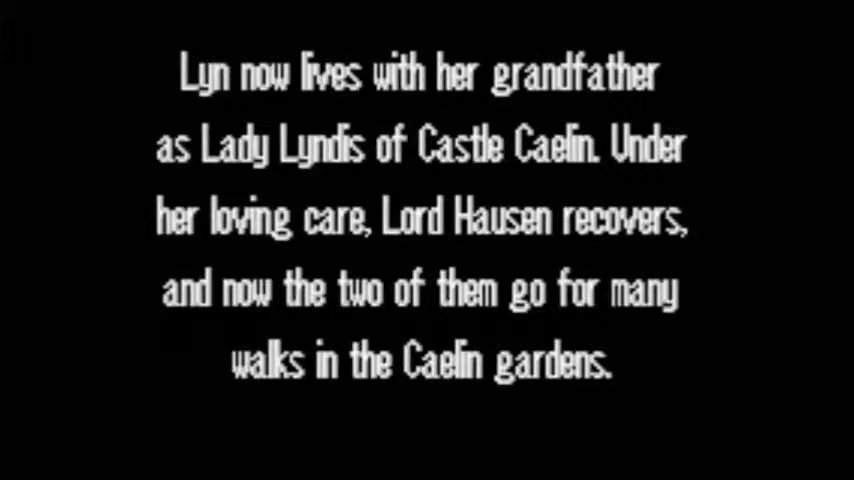 Lyn now lives with her grandfather
as Lady Lyndis of Castle Caelin. Under
her loving care, Lord Hausen recovers,
and now the two of them go for many
walks in the Caelin gardens.